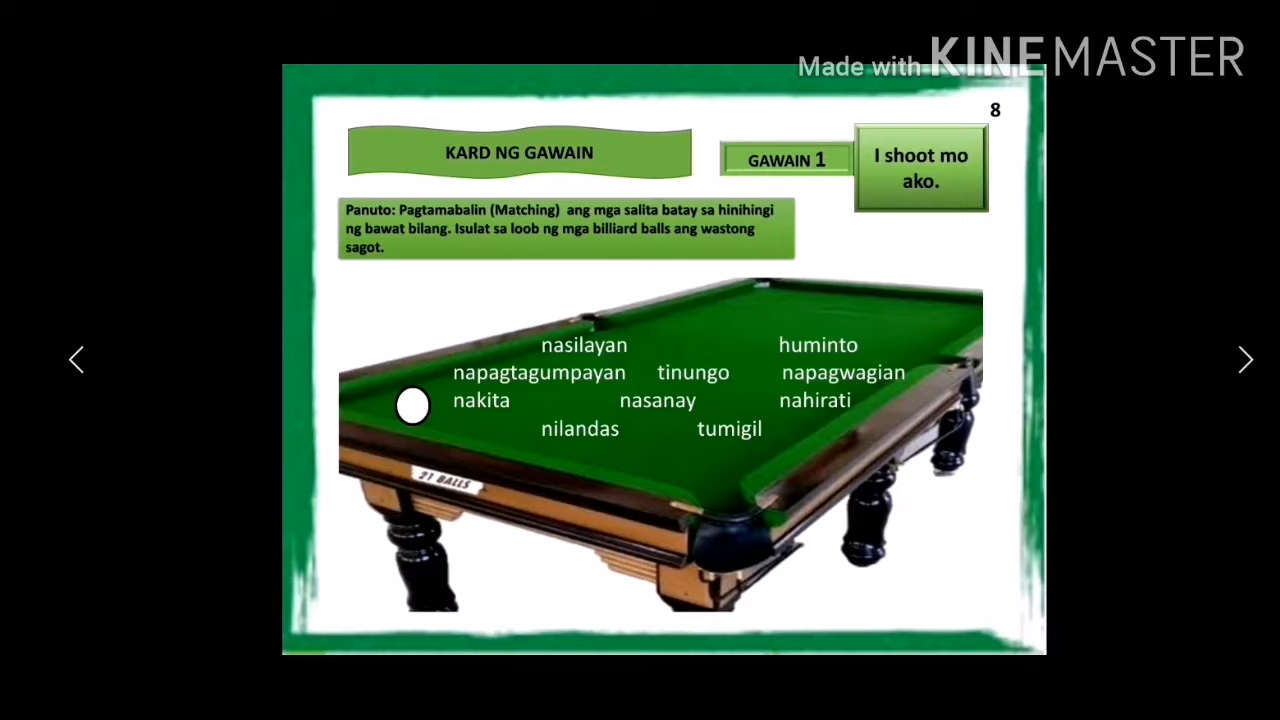 Made with KINEMASTER
8
KARD NG GAWAIN
GAWAIN 1
I shoot mo
ako.
Panuto: Pagtamabalin (Matching) ang mga salita batay sa hinihingi
ng bawat bilang. Isulat sa loob ng mga billiard balls ang wastong
sagot.
nasilayan huminto
napagtagumpayan tinungo napagwagian
nakita nasanay nahirati
nilandas tumigil
21 BALLS